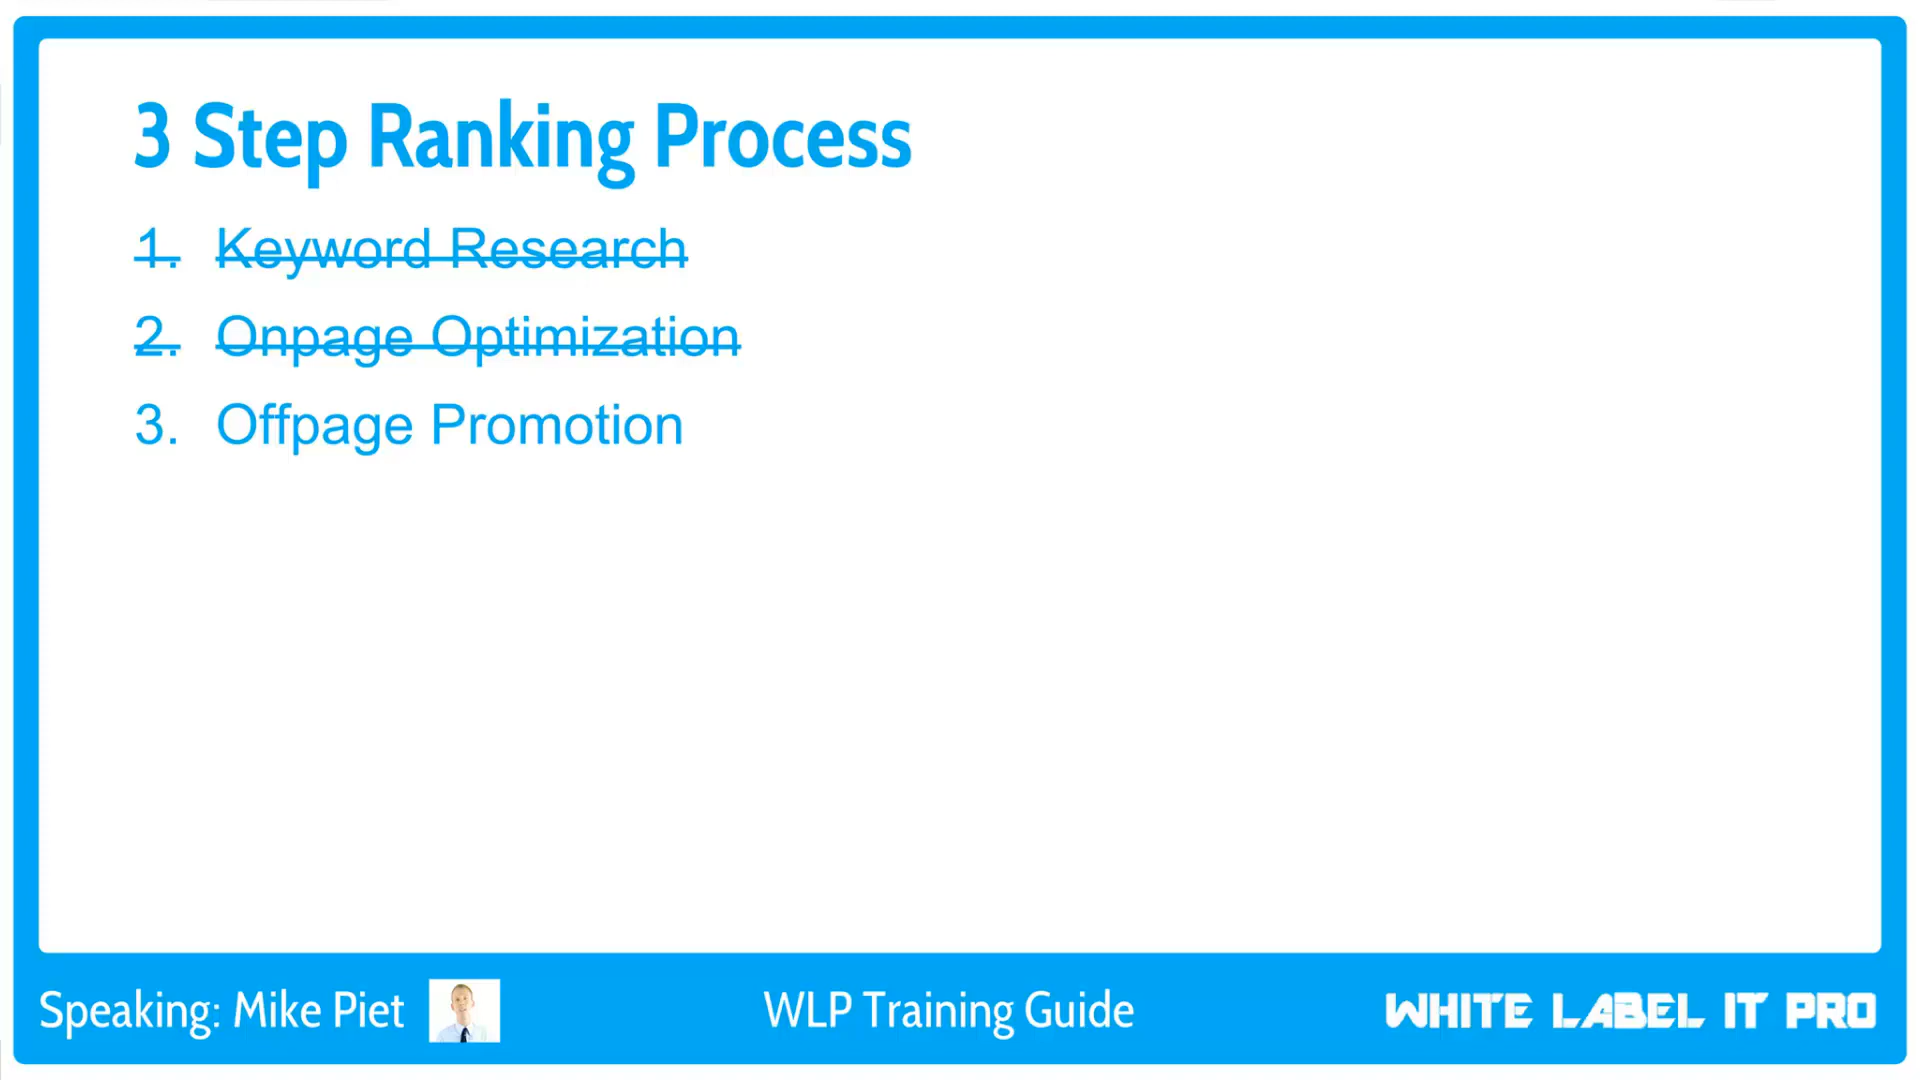 3 Step Ranking Process
1. Keyword Research
2. Onpage Optimization
3. Offpage Promotion
Speaking: Mike Piet
WLP Training Guide
WHITE LABEL IT PRO